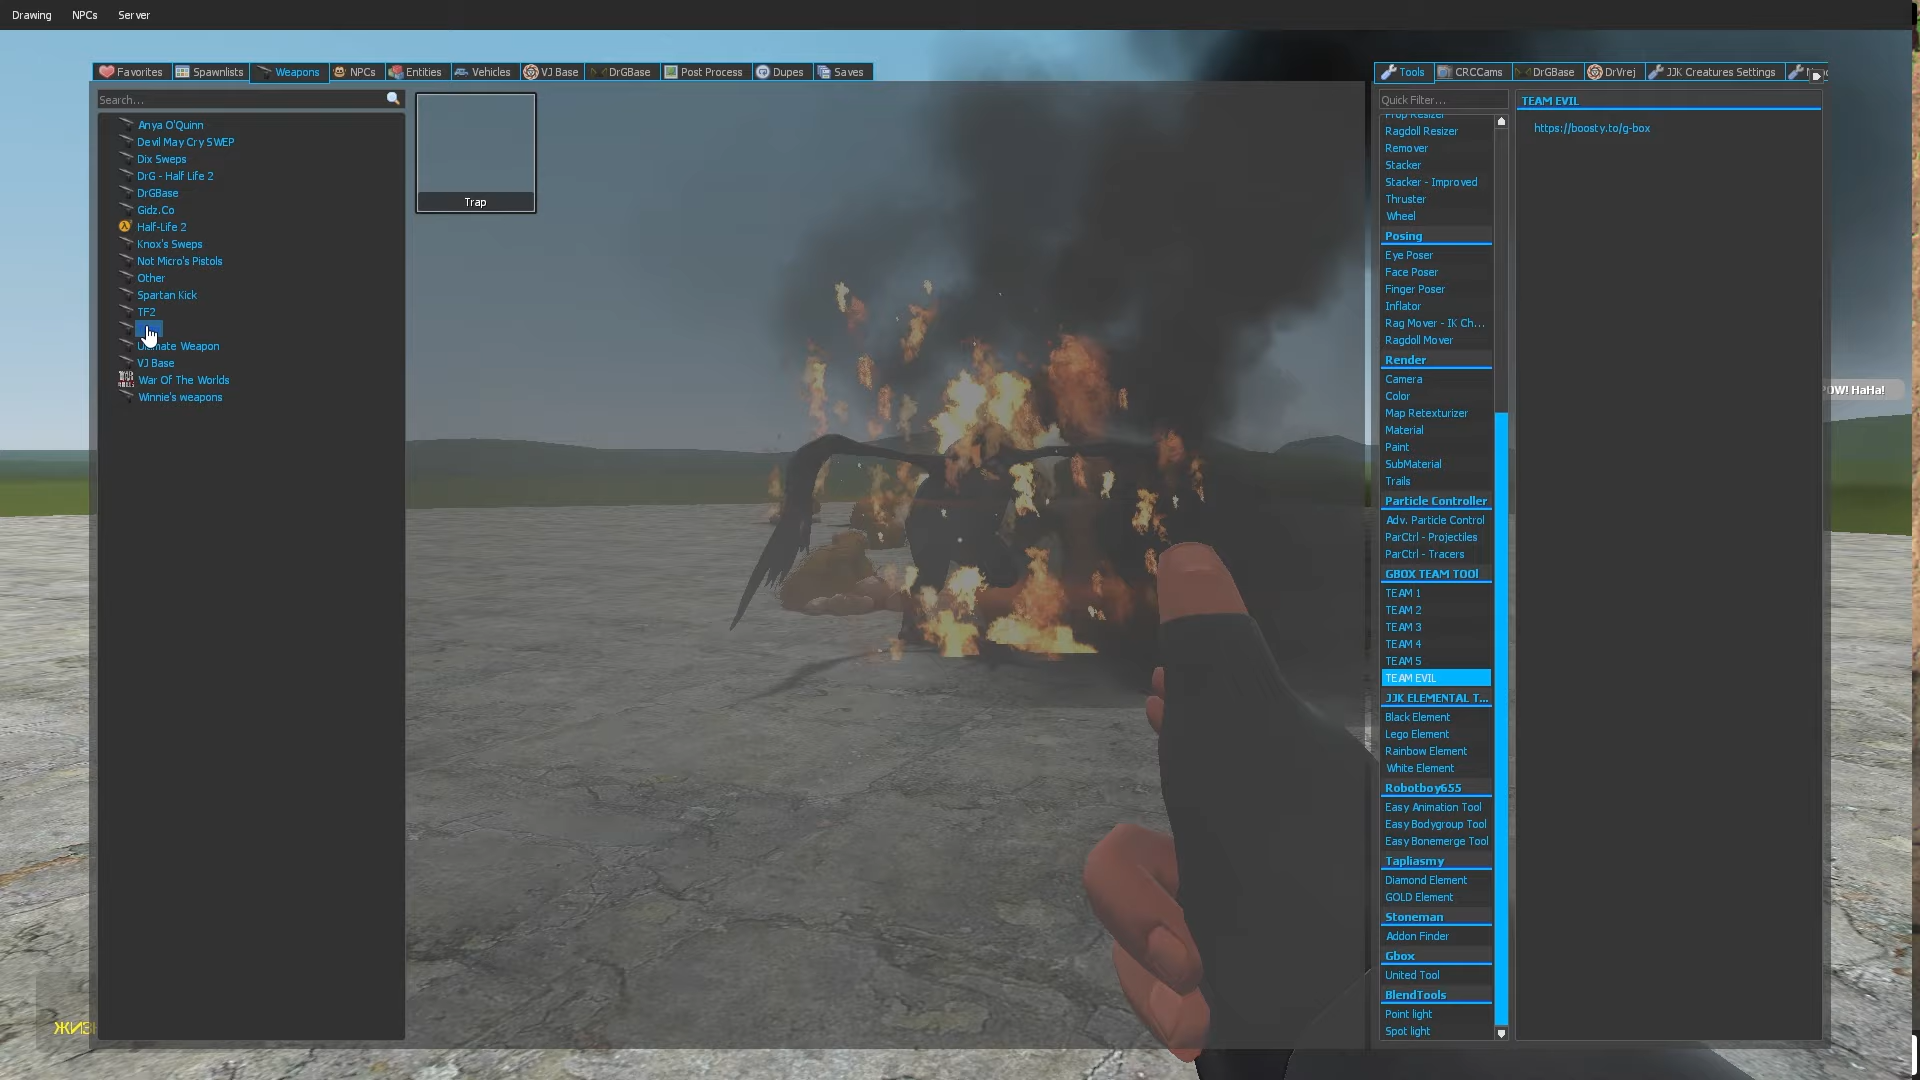 Drawing NPCs Server
Favorites Spawnlists Weapons NPCs Entities Vehicles VJ Base DrGBase Post Process Dupes Saves
Search...
Anya O'Quinn
Devil May Cry SWEP
Dix Sweps
DrG - Half Life 2
DrGBase
Gidz.Co
Half-Life 2
Knox's Sweps
Not Micro's Pistols
Other
Spartan Kick
TF2
Ultimate Weapon
VJ Base
War Of The Worlds
Winnie's weapons
Trap
Tools CRCCams DrGBase DrVrej JJK Creatures Settings
Quick Filter...
Prop Resizer
Ragdoll Resizer
Remover
Stacker
Stacker - Improved
Thruster
Wheel
Posing
Eye Poser
Face Poser
Finger Poser
Inflator
Rag Mover - IK Ch...
Ragdoll Mover
Render
Camera
Color
Map Retexturizer
Material
Paint
SubMaterial
Trails
Particle Controller
Adv. Particle Control
ParCtrl - Projectiles
ParCtrl - Tracers
GBOX TEAM TOOl
TEAM 1
TEAM 2
TEAM 3
TEAM 4
TEAM 5
TEAM EVIL
JJK ELEMENTAL T...
Black Element
Lego Element
Rainbow Element
White Element
Robotboy655
Easy Animation Tool
Easy Bodygroup Tool
Easy Bonemerge Tool
Tapliasmy
Diamond Element
GOLD Element
Stoneman
Addon Finder
Gbox
United Tool
BlendTools
Point light
Spot light
TEAM EVIL
https://boosty.to/g-box
POW! HaHa!